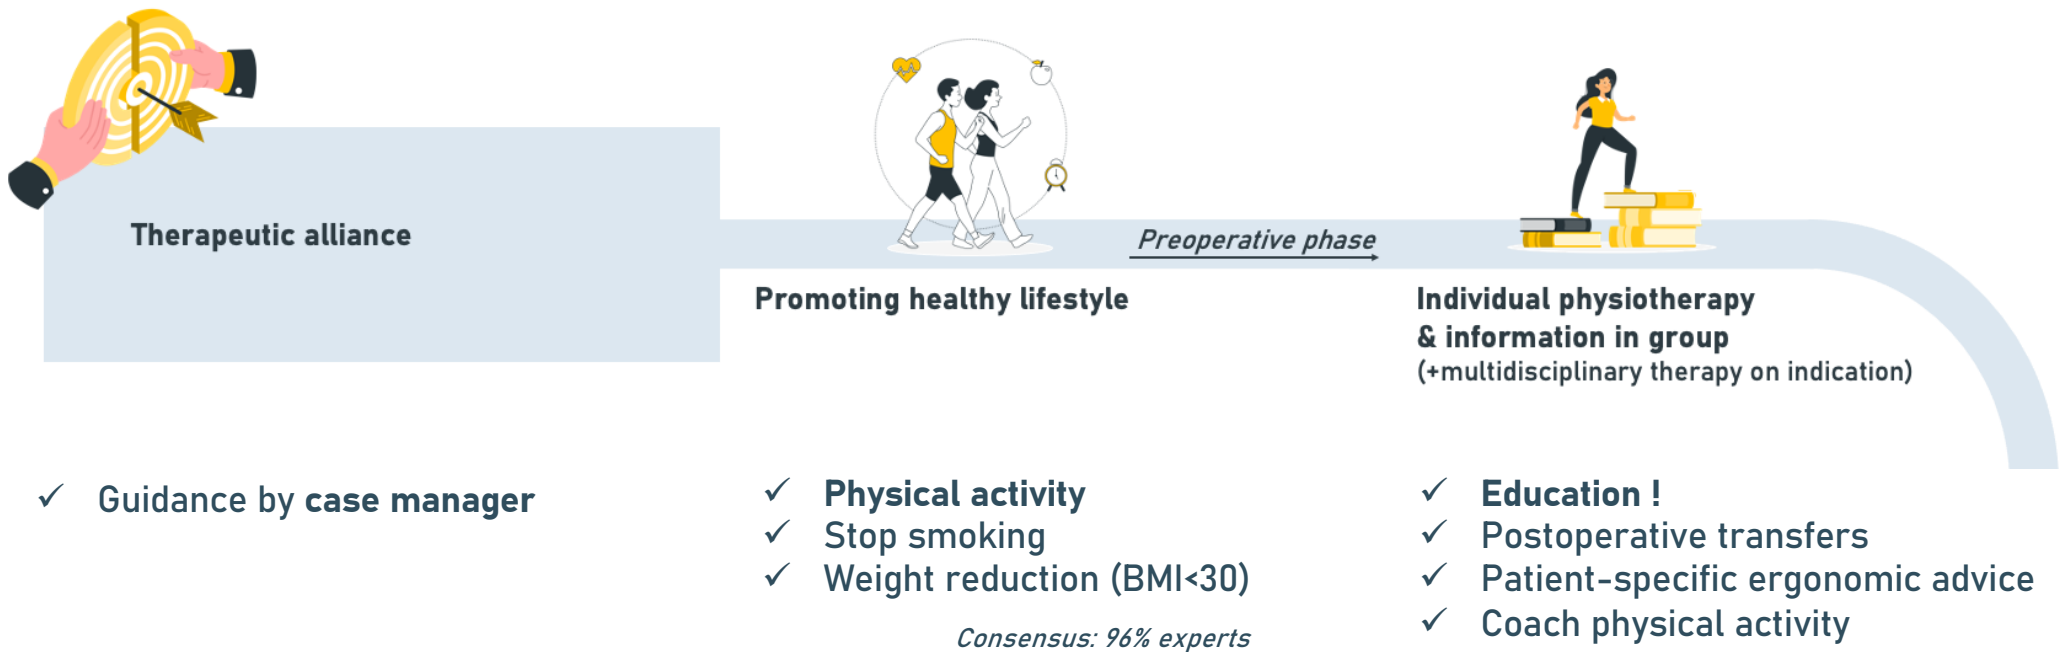 Therapeutic alliance
✓ Guidance by case manager
Promoting healthy lifestyle
✓ Physical activity
✓ Stop smoking
✓ Weight reduction (BMI<30)
Consensus: 96% experts
Preoperative phase
Individual physiotherapy
& information in group
(+multidisciplinary therapy on indication)
✓ Education !
✓ Postoperative transfers
✓ Patient-specific ergonomic advice
✓ Coach physical activity